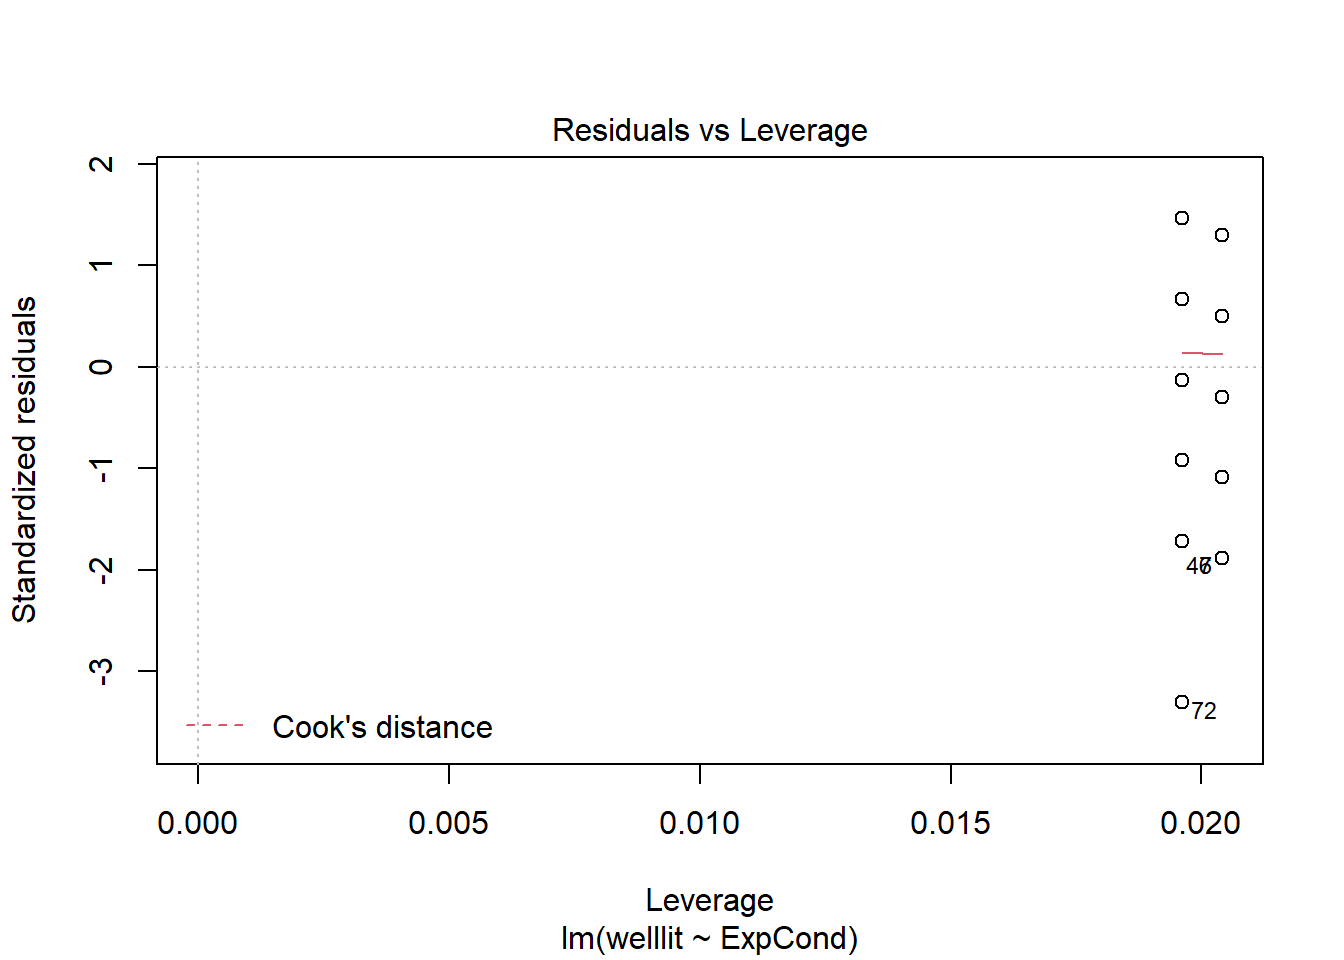 Residuals vs Leverage
Standardized residuals
2
1
0
-1
-2
-3
72
Cook's distance
0.000 0.005 0.010 0.015 0.020
Leverage
lm(welllit ~ ExpCond)